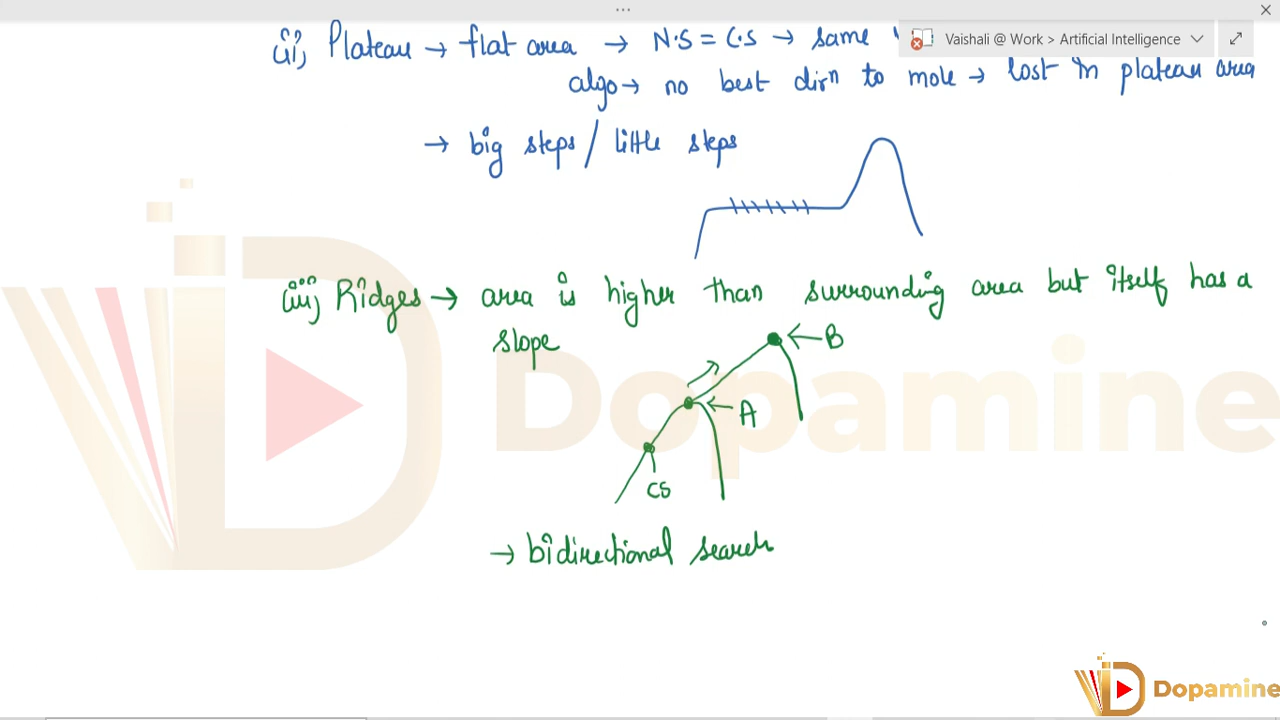 ...
ii) Plateau → flat area → N.S = C.S → same
Vaishali @ Work > Artificial Intelligence
algo → no best dirn to move → lost in plateau area
→ big steps / little steps
iii) Ridges → area is higher than surrounding area but itself has a
slope
← B
← A
CS
→ bidirectional search
Dopamine
Dopamine